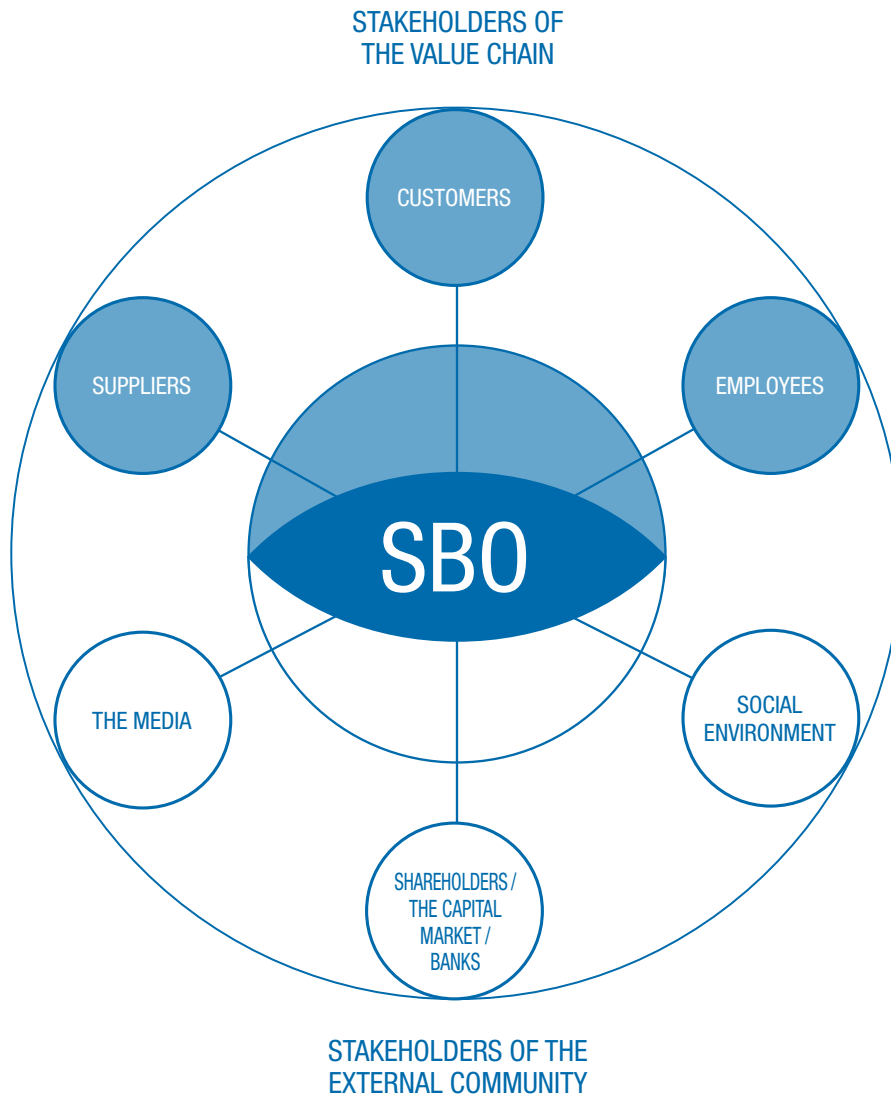 STAKEHOLDERS OF
THE VALUE CHAIN
CUSTOMERS
SUPPLIERS
EMPLOYEES
SBO
THE MEDIA
SOCIAL
ENVIRONMENT
SHAREHOLDERS /
THE CAPITAL
MARKET /
BANKS
STAKEHOLDERS OF THE
EXTERNAL COMMUNITY